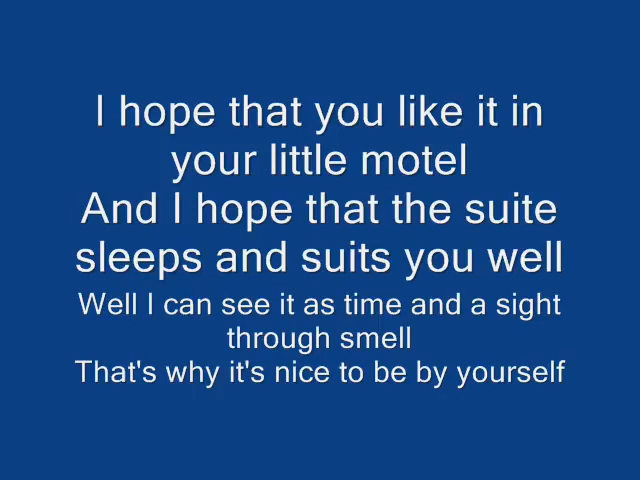 I hope that you like it in
your little motel
And I hope that the suite
sleeps and suits you well
Well I can see it as time and a sight
through smell
That's why it's nice to be by yourself